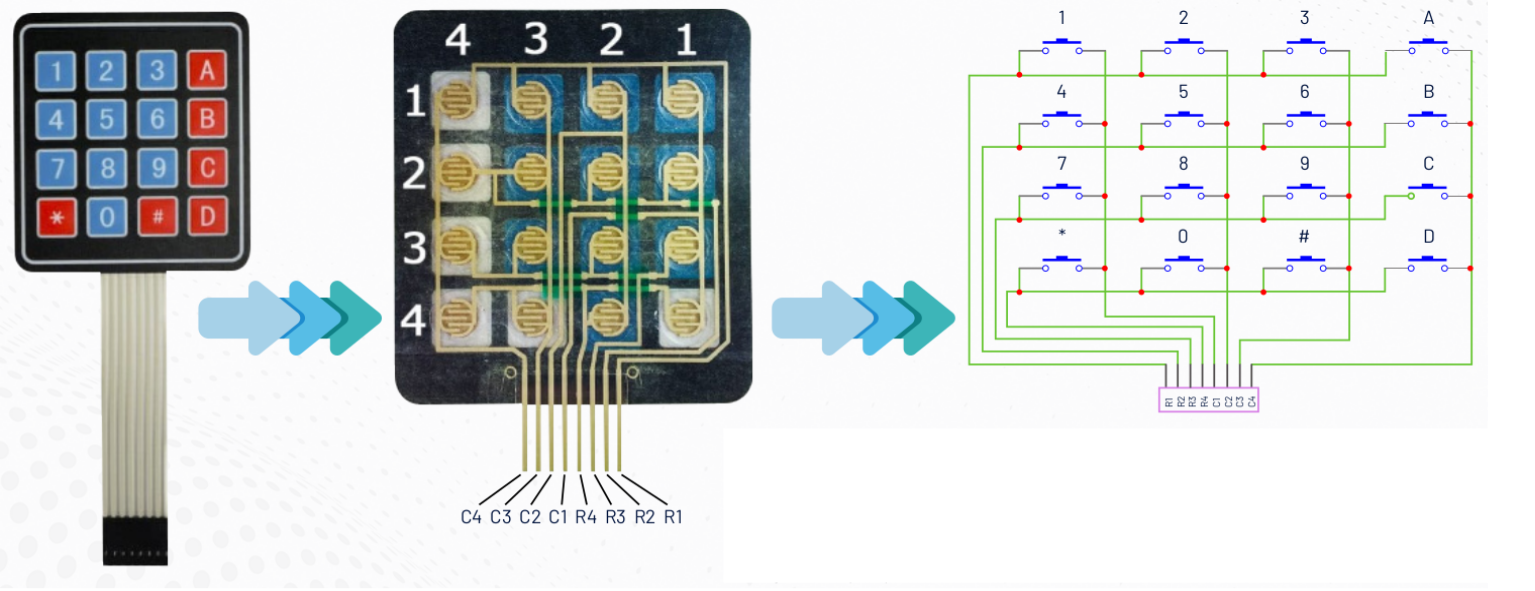 1 2 3 A
4 5 6 B
7 8 9 C
* 0 # D
4 3 2 1
1
2
3
4
C4 C3 C2 C1 R4 R3 R2 R1
1 2 3 A
4 5 6 B
7 8 9 C
* 0 # D
R1 R2 R3 R4 C1 C2 C3 C4